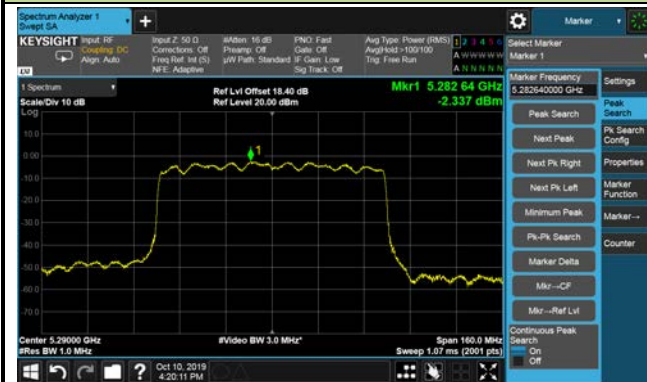 Spectrum Analyzer 1
Swept SA
Marker
KEYSIGHT
Input: RF
Coupling: DC
Align: Auto
Input Z: 50 Ω
Corrections: Off
Freq Ref: Int (S)
NFE: Adaptive
#Atten: 16 dB
Preamp: Off
µW Path: Standard
PNO: Fast
Gate: Off
IF Gain: Low
Sig Track: Off
Avg Type: Power (RMS)
Avg|Hold >100/100
Trig: Free Run
1 2 3 4 5 6
A W W W W W
A N N N N N
Select Marker
Marker 1
LXI
1 Spectrum
Scale/Div 10 dB
Log
Ref Lvl Offset 18.40 dB
Ref Level 20.00 dBm
Mkr1 5.282 64 GHz
-2.337 dBm
10.0
0.00
-10.0
-20.0
-30.0
-40.0
-50.0
-60.0
-70.0
1
Marker Frequency
5.282640000 GHz
Peak Search
Next Peak
Next Pk Right
Next Pk Left
Minimum Peak
Pk-Pk Search
Marker Delta
Mkr→CF
Mkr→Ref Lvl
Continuous Peak
Search
On
Off
Settings
Peak
Search
Pk Search
Config
Properties
Marker
Function
Marker→
Counter
Center 5.29000 GHz
#Res BW 1.0 MHz
#Video BW 3.0 MHz*
Span 160.0 MHz
Sweep 1.07 ms (2001 pts)
?
Oct 10, 2019
4:20:11 PM